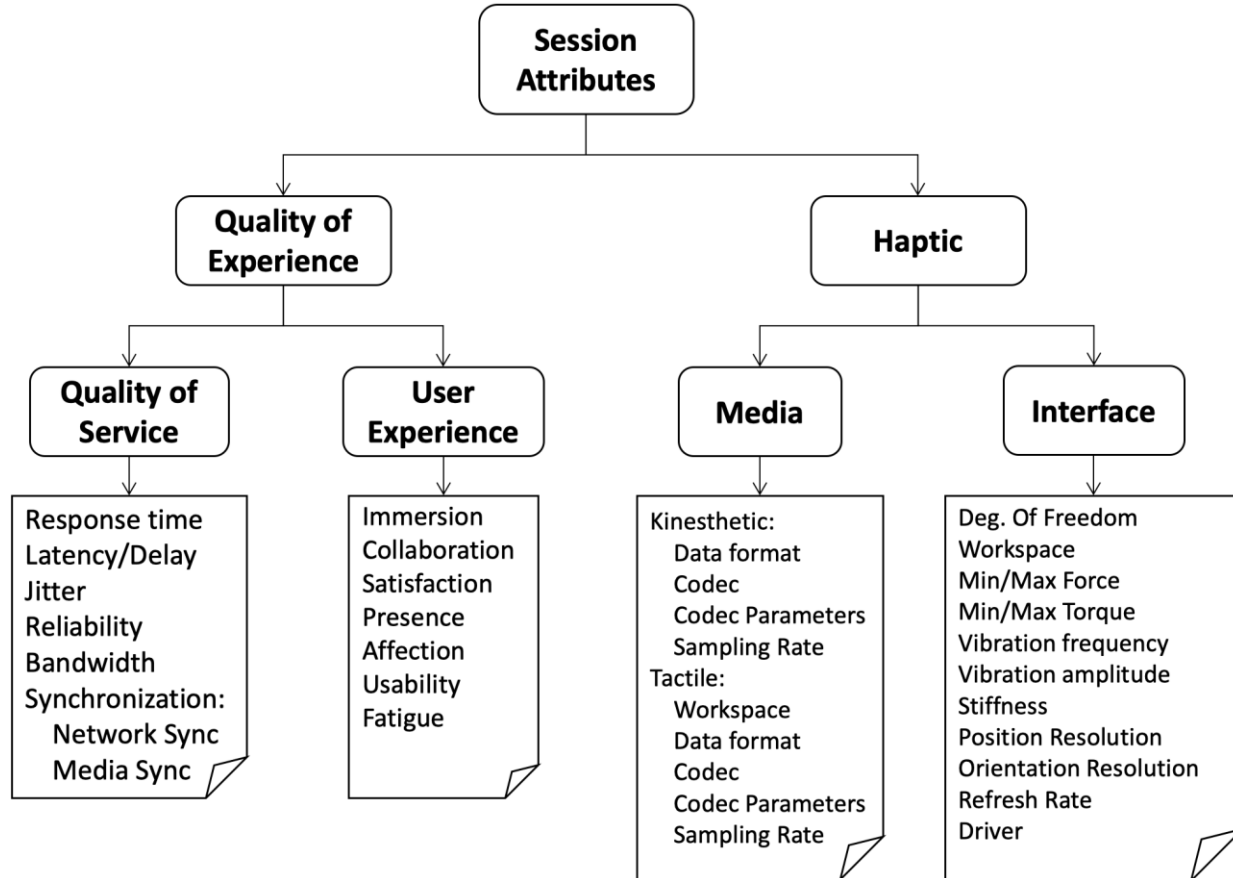 Session
Attributes
Quality of
Experience
Haptic
Quality of
Service
User
Experience
Media
Interface
Response time
Latency/Delay
Jitter
Reliability
Bandwidth
Synchronization:
Network Sync
Media Sync
Immersion
Collaboration
Satisfaction
Presence
Affection
Usability
Fatigue
Kinesthetic:
Data format
Codec
Codec Parameters
Sampling Rate
Tactile:
Workspace
Data format
Codec
Codec Parameters
Sampling Rate
Deg. Of Freedom
Workspace
Min/Max Force
Min/Max Torque
Vibration frequency
Vibration amplitude
Stiffness
Position Resolution
Orientation Resolution
Refresh Rate
Driver